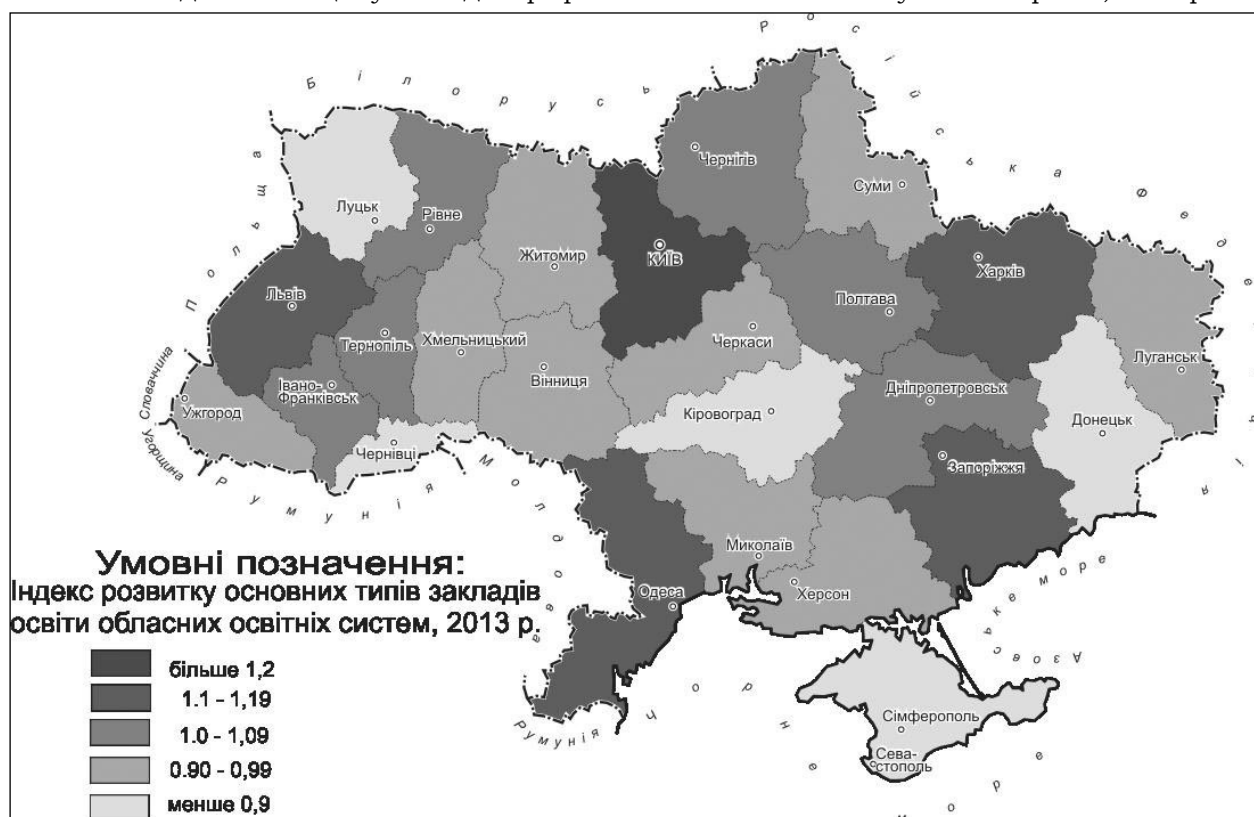 Б і л о р у с ь
Р о с і й с ь к а Ф е д е
Польща
Чернігів
Суми
Луцьк
Рівне
Житомир
КИЇВ
Харків
Львів
Полтава
Тернопіль
Хмельницький
Черкаси
Луганськ
Словаччина
Вінниця
Івано-
Франківськ
Дніпропетровськ
Ужгород
Кіровоград
Донецьк
Угорщина
Чернівці
Запоріжжя
Р у м у н і я
М о л д о в а
Миколаїв
Херсон
Одеса
Азовське море
Умовні позначення:
Індекс розвитку основних типів закладів
освіти обласних освітніх систем, 2013 р.
більше 1,2
1.1 - 1,19
1.0 - 1,09
0.90 - 0,99
менше 0,9
Румунія
Ч о р н е м о р е
Сімферополь
Сева-
стополь